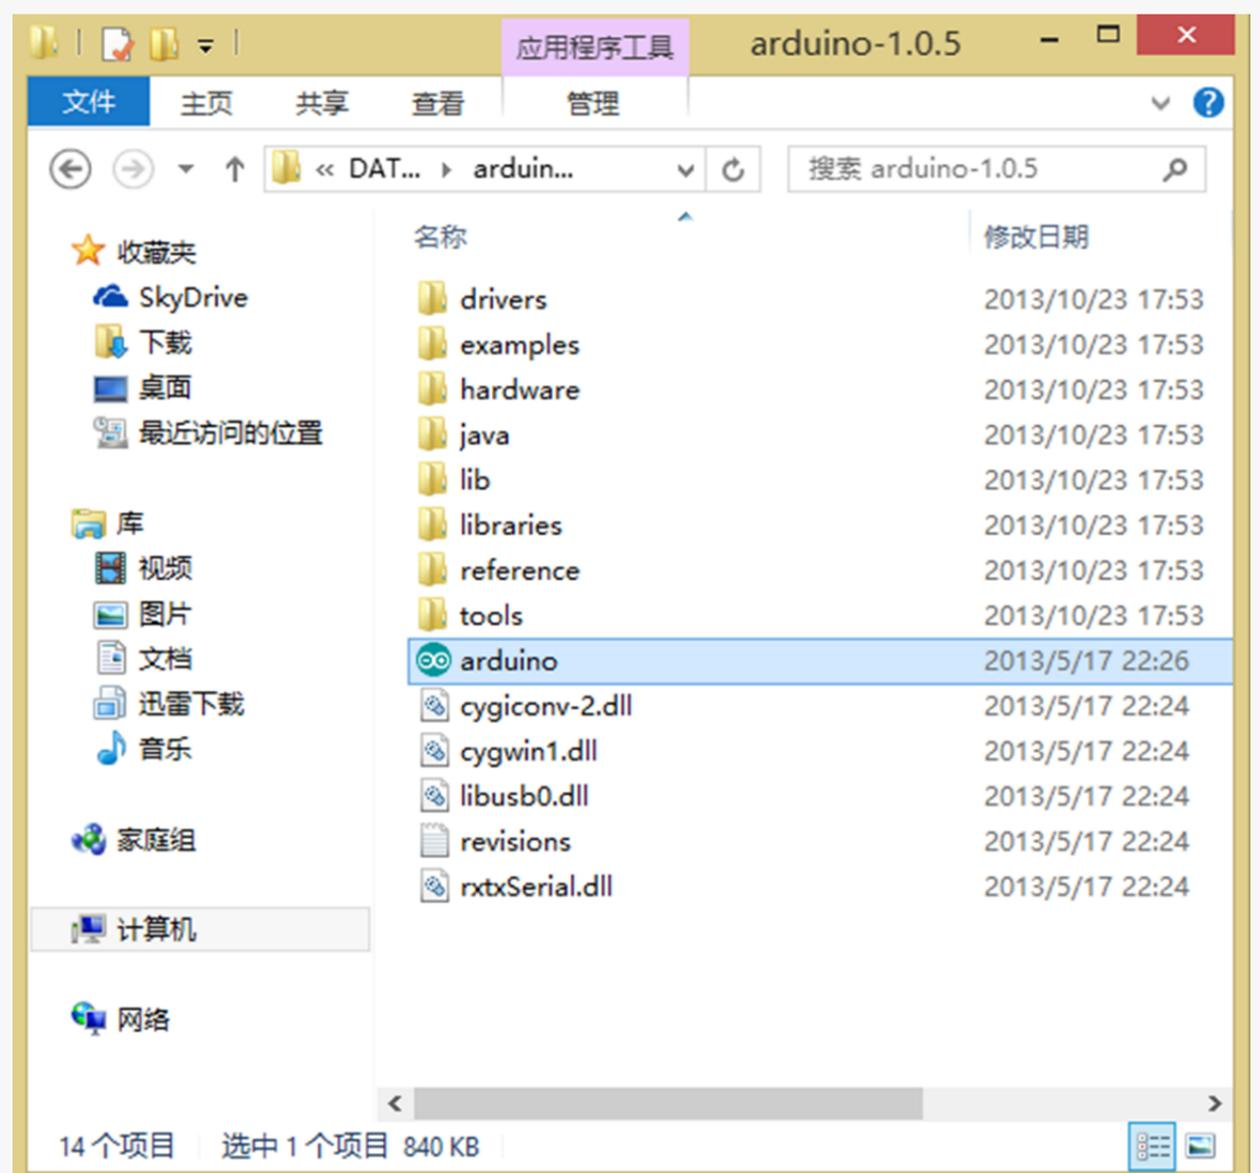 应用程序工具 arduino-1.0.5
文件 主页 共享 查看 管理
« DAT... arduin... 搜索 arduino-1.0.5
名称 修改日期
收藏夹
SkyDrive
下载
桌面
最近访问的位置
库
视频
图片
文档
迅雷下载
音乐
家庭组
计算机
网络
drivers 2013/10/23 17:53
examples 2013/10/23 17:53
hardware 2013/10/23 17:53
java 2013/10/23 17:53
lib 2013/10/23 17:53
libraries 2013/10/23 17:53
reference 2013/10/23 17:53
tools 2013/10/23 17:53
arduino 2013/5/17 22:26
cygiconv-2.dll 2013/5/17 22:24
cygwin1.dll 2013/5/17 22:24
libusb0.dll 2013/5/17 22:24
revisions 2013/5/17 22:24
rxtxSerial.dll 2013/5/17 22:24
14 个项目 选中 1 个项目 840 KB